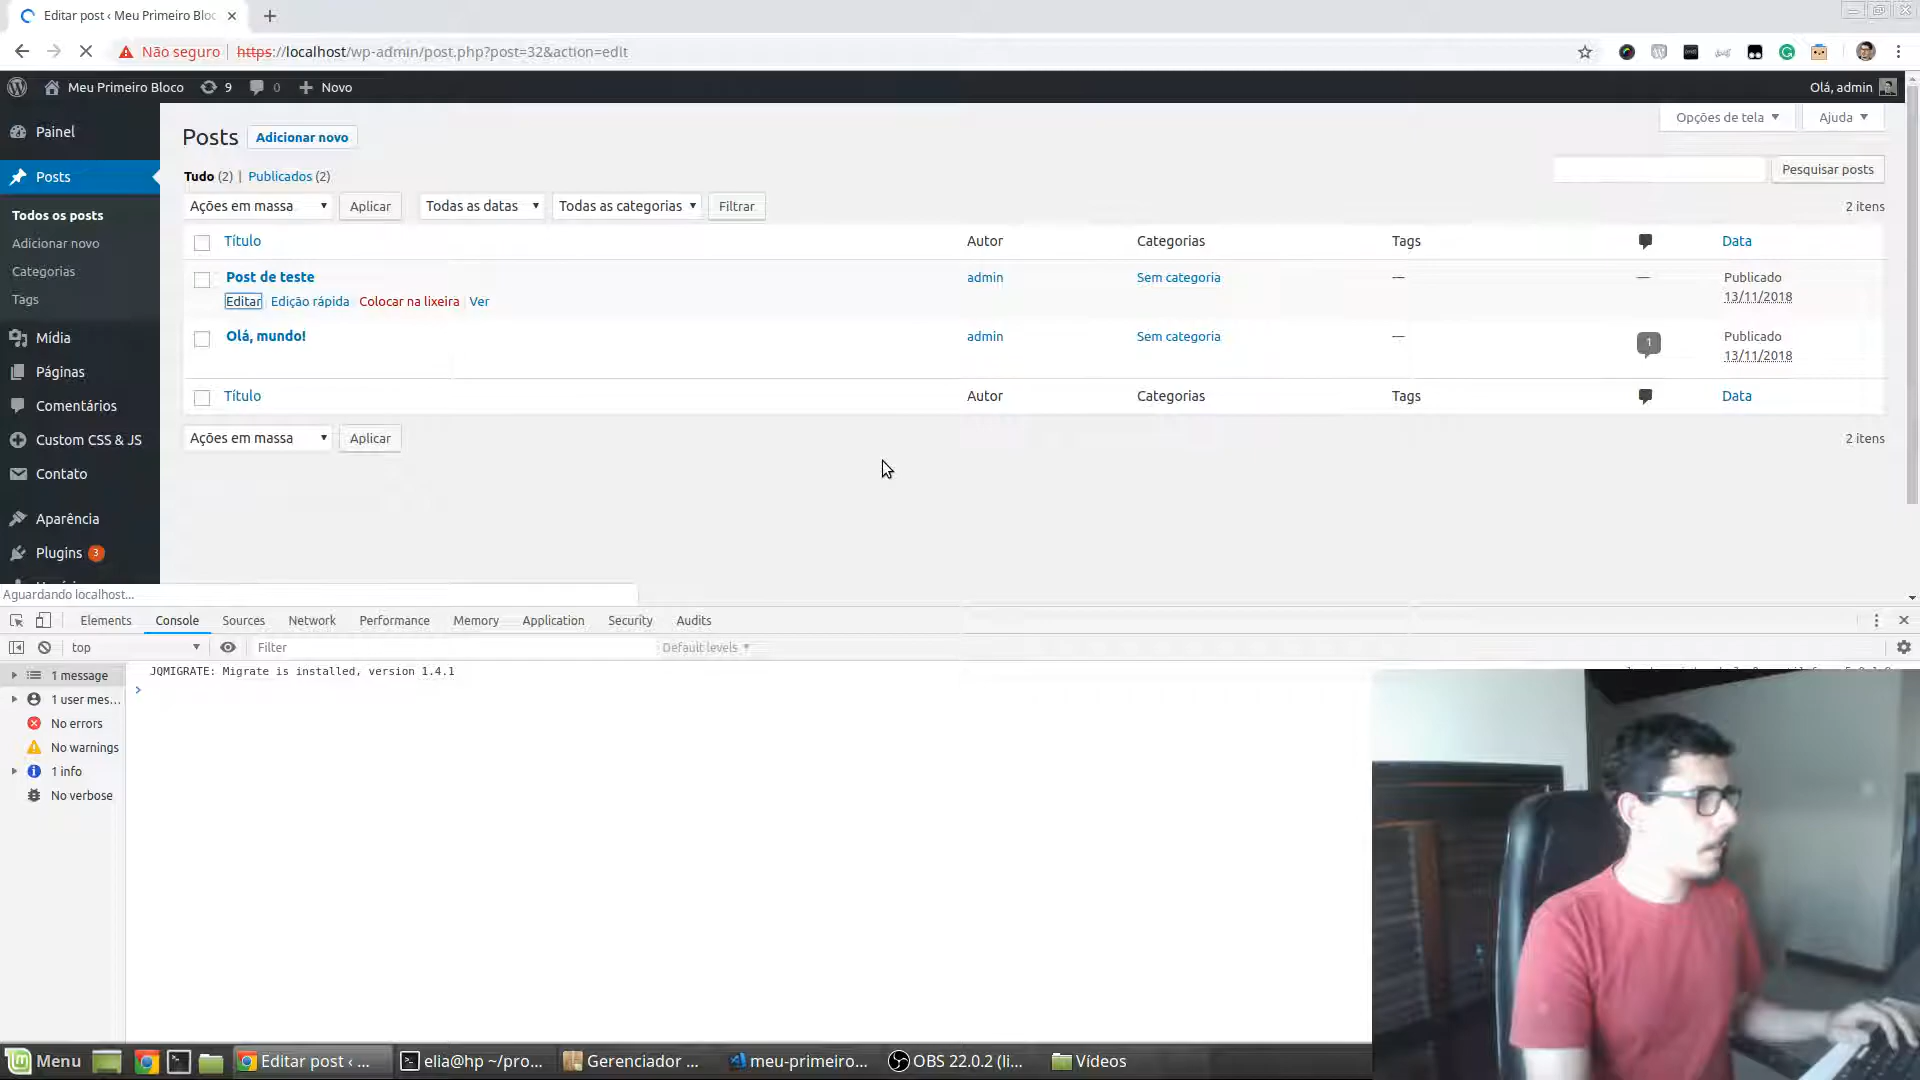 Editar post ‹ Meu Primeiro Bloc
Não seguro
https://localhost/wp-admin/post.php?post=32&action=edit
Meu Primeiro Bloco
9
0
Novo
Olá, admin
Painel
Posts
Todos os posts
Adicionar novo
Categorias
Tags
Mídia
Páginas
Comentários
Custom CSS & JS
Contato
Aparência
Plugins 3
Posts
Adicionar novo
Opções de tela
Ajuda
Tudo (2) | Publicados (2)
Pesquisar posts
Ações em massa
Aplicar
Todas as datas
Todas as categorias
Filtrar
2 itens
Título Autor Categorias Tags Data
Post de teste admin Sem categoria — — Publicado
13/11/2018
Editar Edição rápida Colocar na lixeira Ver
Olá, mundo! admin Sem categoria — 1 Publicado
13/11/2018
Título Autor Categorias Tags Data
Ações em massa
Aplicar
2 itens
Aguardando localhost...
Elements Console Sources Network Performance Memory Application Security Audits
top
Filter
Default levels
1 message
1 user mes...
No errors
No warnings
1 info
No verbose
JQMIGRATE: Migrate is installed, version 1.4.1
Menu
Editar post ‹ ...
elia@hp ~/pro...
Gerenciador ...
meu-primeiro...
OBS 22.0.2 (li...
Vídeos